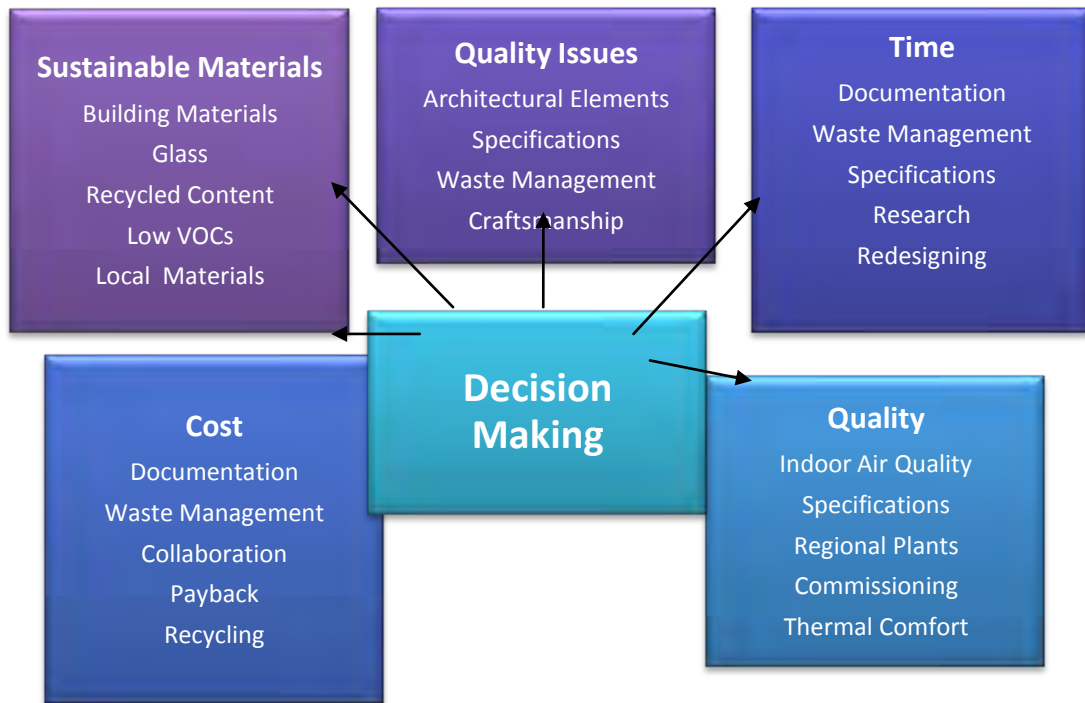 Sustainable Materials
Building Materials
Glass
Recycled Content
Low VOCs
Local  Materials
Quality Issues
Architectural Elements
Specifications
Waste Management
Craftsmanship
Time
Documentation
Waste Management
Specifications
Research
Redesigning
Decision
Making
Cost
Documentation
Waste Management
Collaboration
Payback
Recycling
Quality
Indoor Air Quality
Specifications
Regional Plants
Commissioning
Thermal Comfort